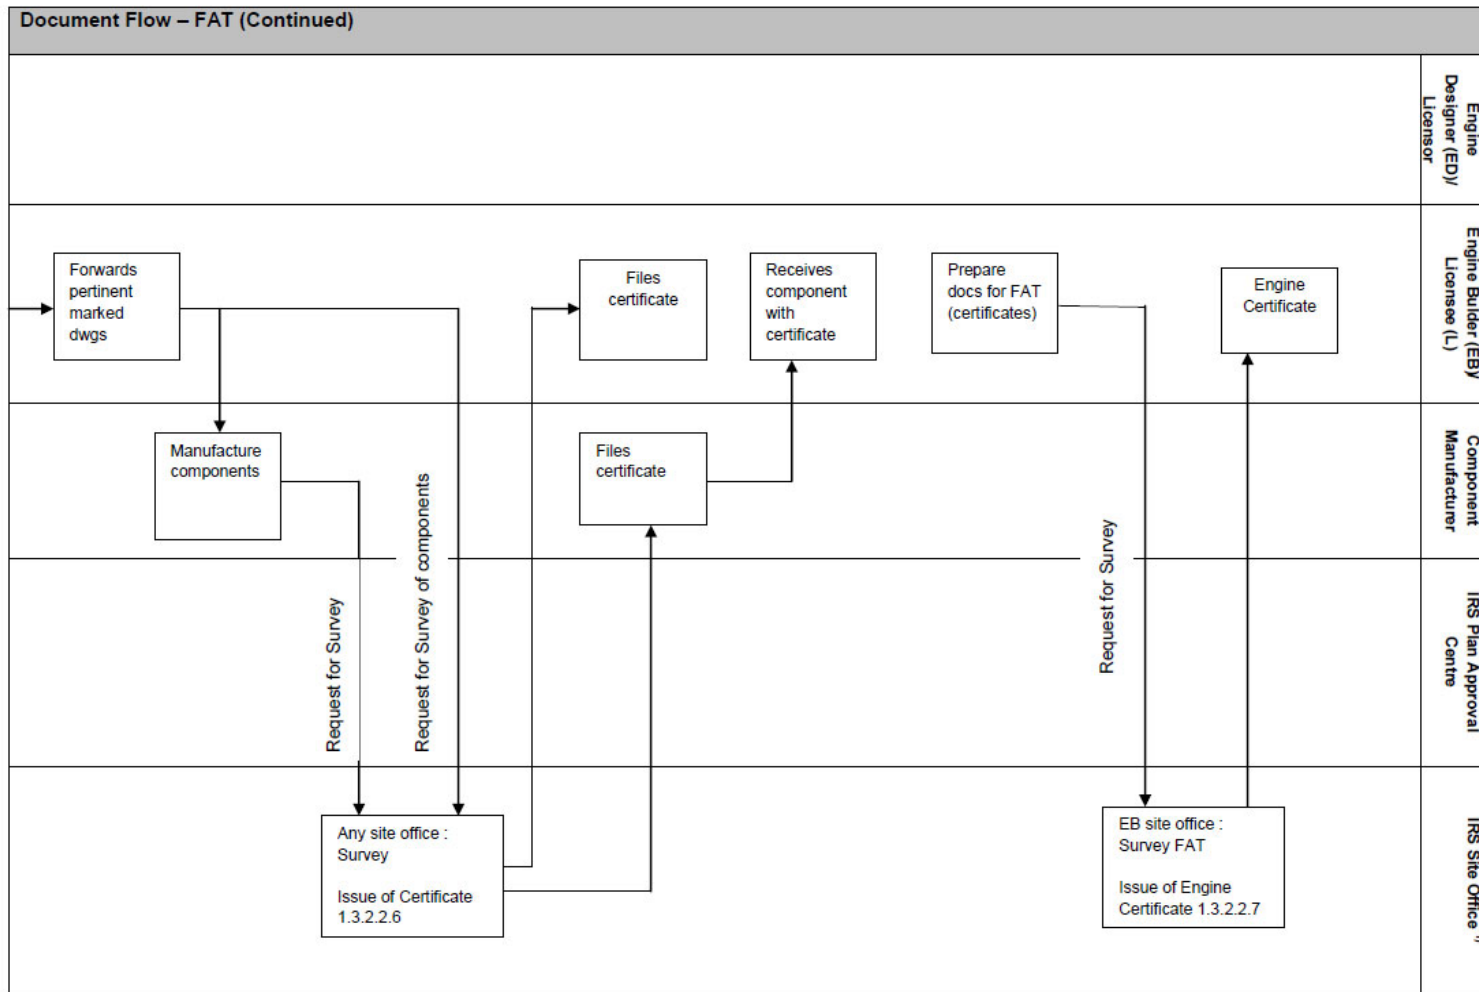 Document Flow – FAT (Continued)
Engine
Designer (ED)/
Licensor
Forwards
pertinent
marked
dwgs
Files
certificate
Receives
component
with
certificate
Prepare
docs for FAT
(certificates)
Engine
Certificate
Engine Builder (EBy
Licensee (L)
Manufacture
components
Files
certificate
Component
Manufacturer
Request for Survey
Request for Survey of components
Request for Survey
IRS Plan Approval
Centre
Any site office :
Survey
Issue of Certificate
1.3.2.2.6
EB site office :
Survey FAT
Issue of Engine
Certificate 1.3.2.2.7
IRS Site Office